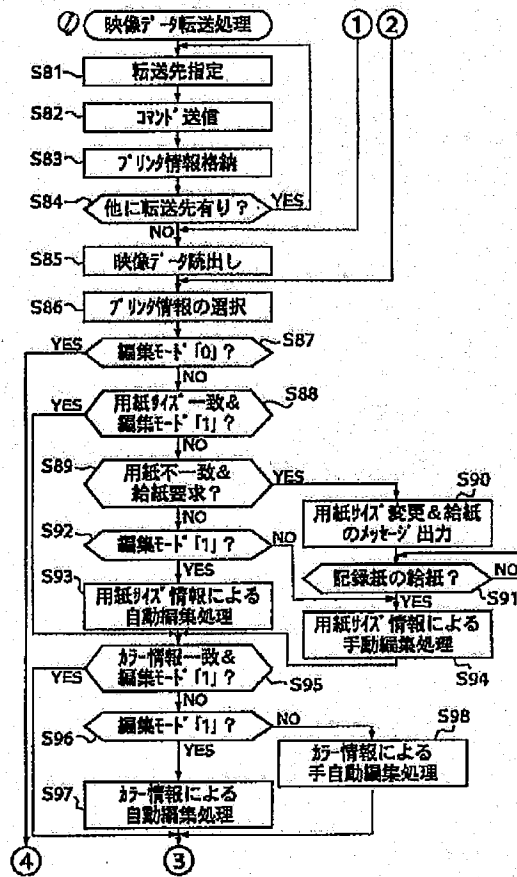 映像データ転送処理
① ②
S81 転送先指定
S82 コマンド送信
S83 プリンタ情報格納
S84 他に転送先有り? YES
NO
S85 映像データ読出し
S86 プリンタ情報の選択
YES 編集モード「0」? S87
NO
YES 用紙サイズ一致& S88
編集モード「1」?
NO
S89 用紙不一致& YES S90
給紙要求?
用紙サイズ変更&給紙
のメッセージ出力
NO
S92 編集モード「1」? NO
記録紙の給紙? NO
S91
YES YES
S93 用紙サイズ情報による
自動編集処理
用紙サイズ情報による
手動編集処理
S94
カラー情報一致&
YES 編集モード「1」? S95
NO
S96 編集モード「1」? NO S98
YES
カラー情報による
手自動編集処理
S97 カラー情報による
自動編集処理
④ ③